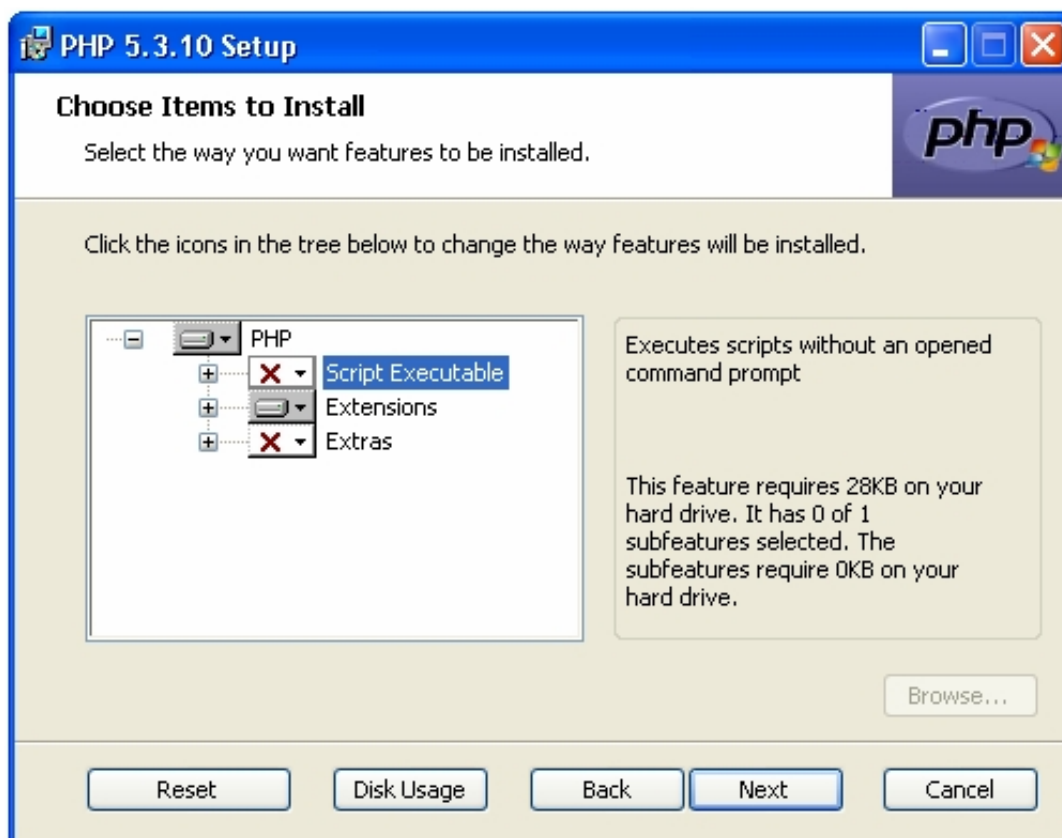 PHP 5.3.10 Setup
Choose Items to Install
Select the way you want features to be installed.
php
Click the icons in the tree below to change the way features will be installed.
PHP
Script Executable
Extensions
Extras
Executes scripts without an opened
command prompt
This feature requires 28KB on your
hard drive. It has 0 of 1
subfeatures selected. The
subfeatures require 0KB on your
hard drive.
Browse...
Reset Disk Usage Back Next Cancel